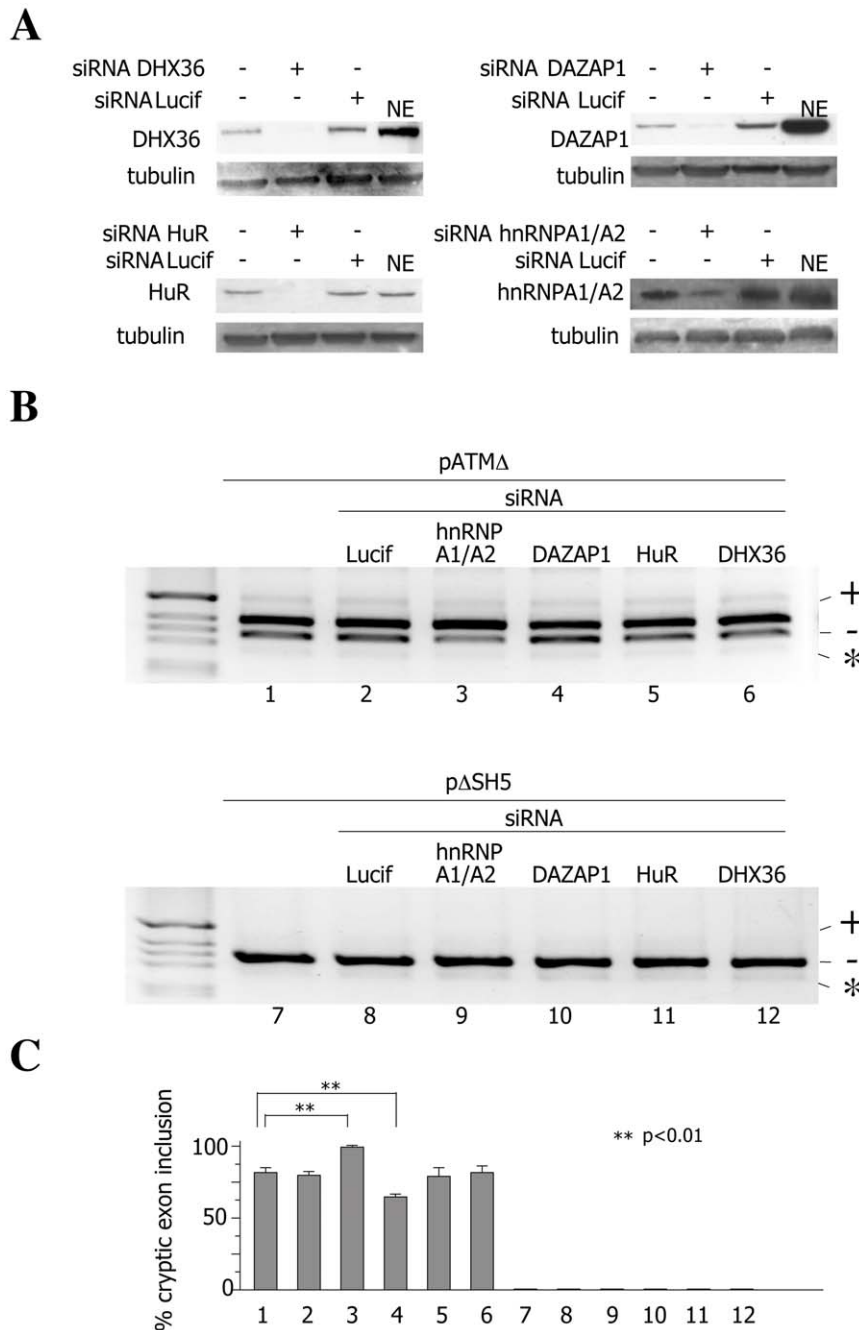 A
siRNA DHX36 - + -
siRNA Lucif - - + NE
DHX36
tubulin
siRNA DAZAP1 - + -
siRNA Lucif - - + NE
DAZAP1
tubulin
siRNA HuR - + -
siRNA Lucif - - + NE
HuR
tubulin
siRNA hnRNPA1/A2 - + -
siRNA Lucif - - + NE
hnRNPA1/A2
tubulin
B
pATMΔ
siRNA
hnRNP
Lucif A1/A2 DAZAP1 HuR DHX36
+
-
*
1 2 3 4 5 6
pΔSH5
siRNA
hnRNP
Lucif A1/A2 DAZAP1 HuR DHX36
+
-
*
7 8 9 10 11 12
C
**
**
** p<0.01
% cryptic exon inclusion
100
50
0
1 2 3 4 5 6 7 8 9 10 11 12